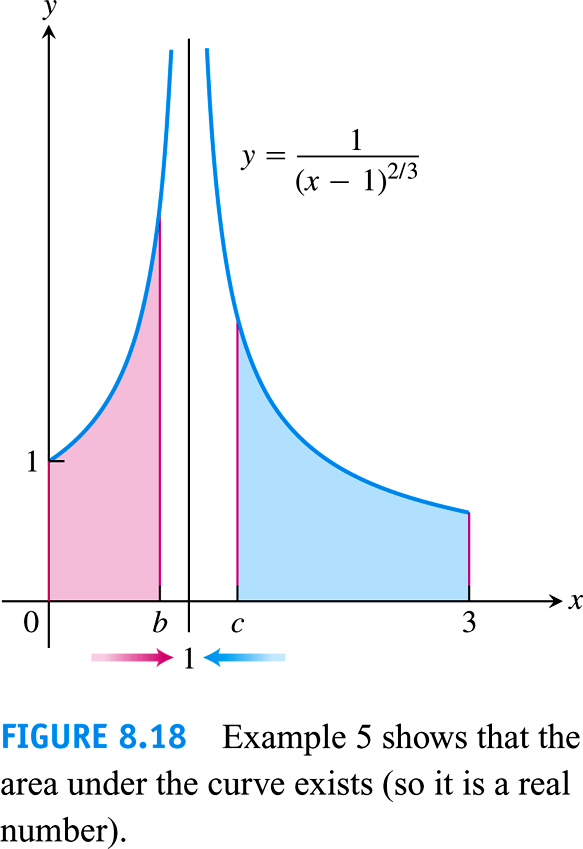 y
y = 1/(x − 1)^{2/3}
1
0 b c 3 x
1
FIGURE 8.18 Example 5 shows that the
area under the curve exists (so it is a real
number).